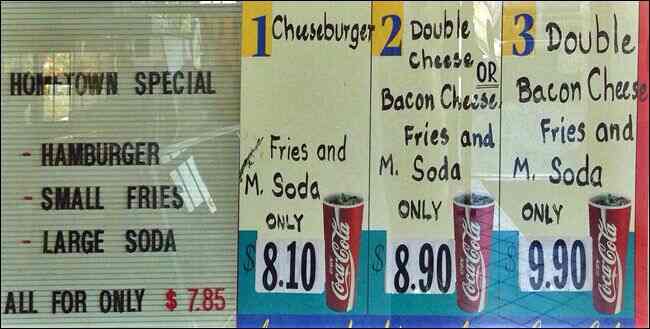 HOMETOWN SPECIAL
- HAMBURGER
- SMALL FRIES
- LARGE SODA
ALL FOR ONLY $ 7.85
1 Cheeseburger
Fries and
M. Soda
ONLY
$ 8.10
Coca-Cola
2 Double
Cheese
OR
Bacon Cheese
Fries and
M. Soda
ONLY
$ 8.90
Coca-Cola
3 Double
Bacon Cheese
Fries and
M. Soda
ONLY
$ 9.90
Coca-Cola